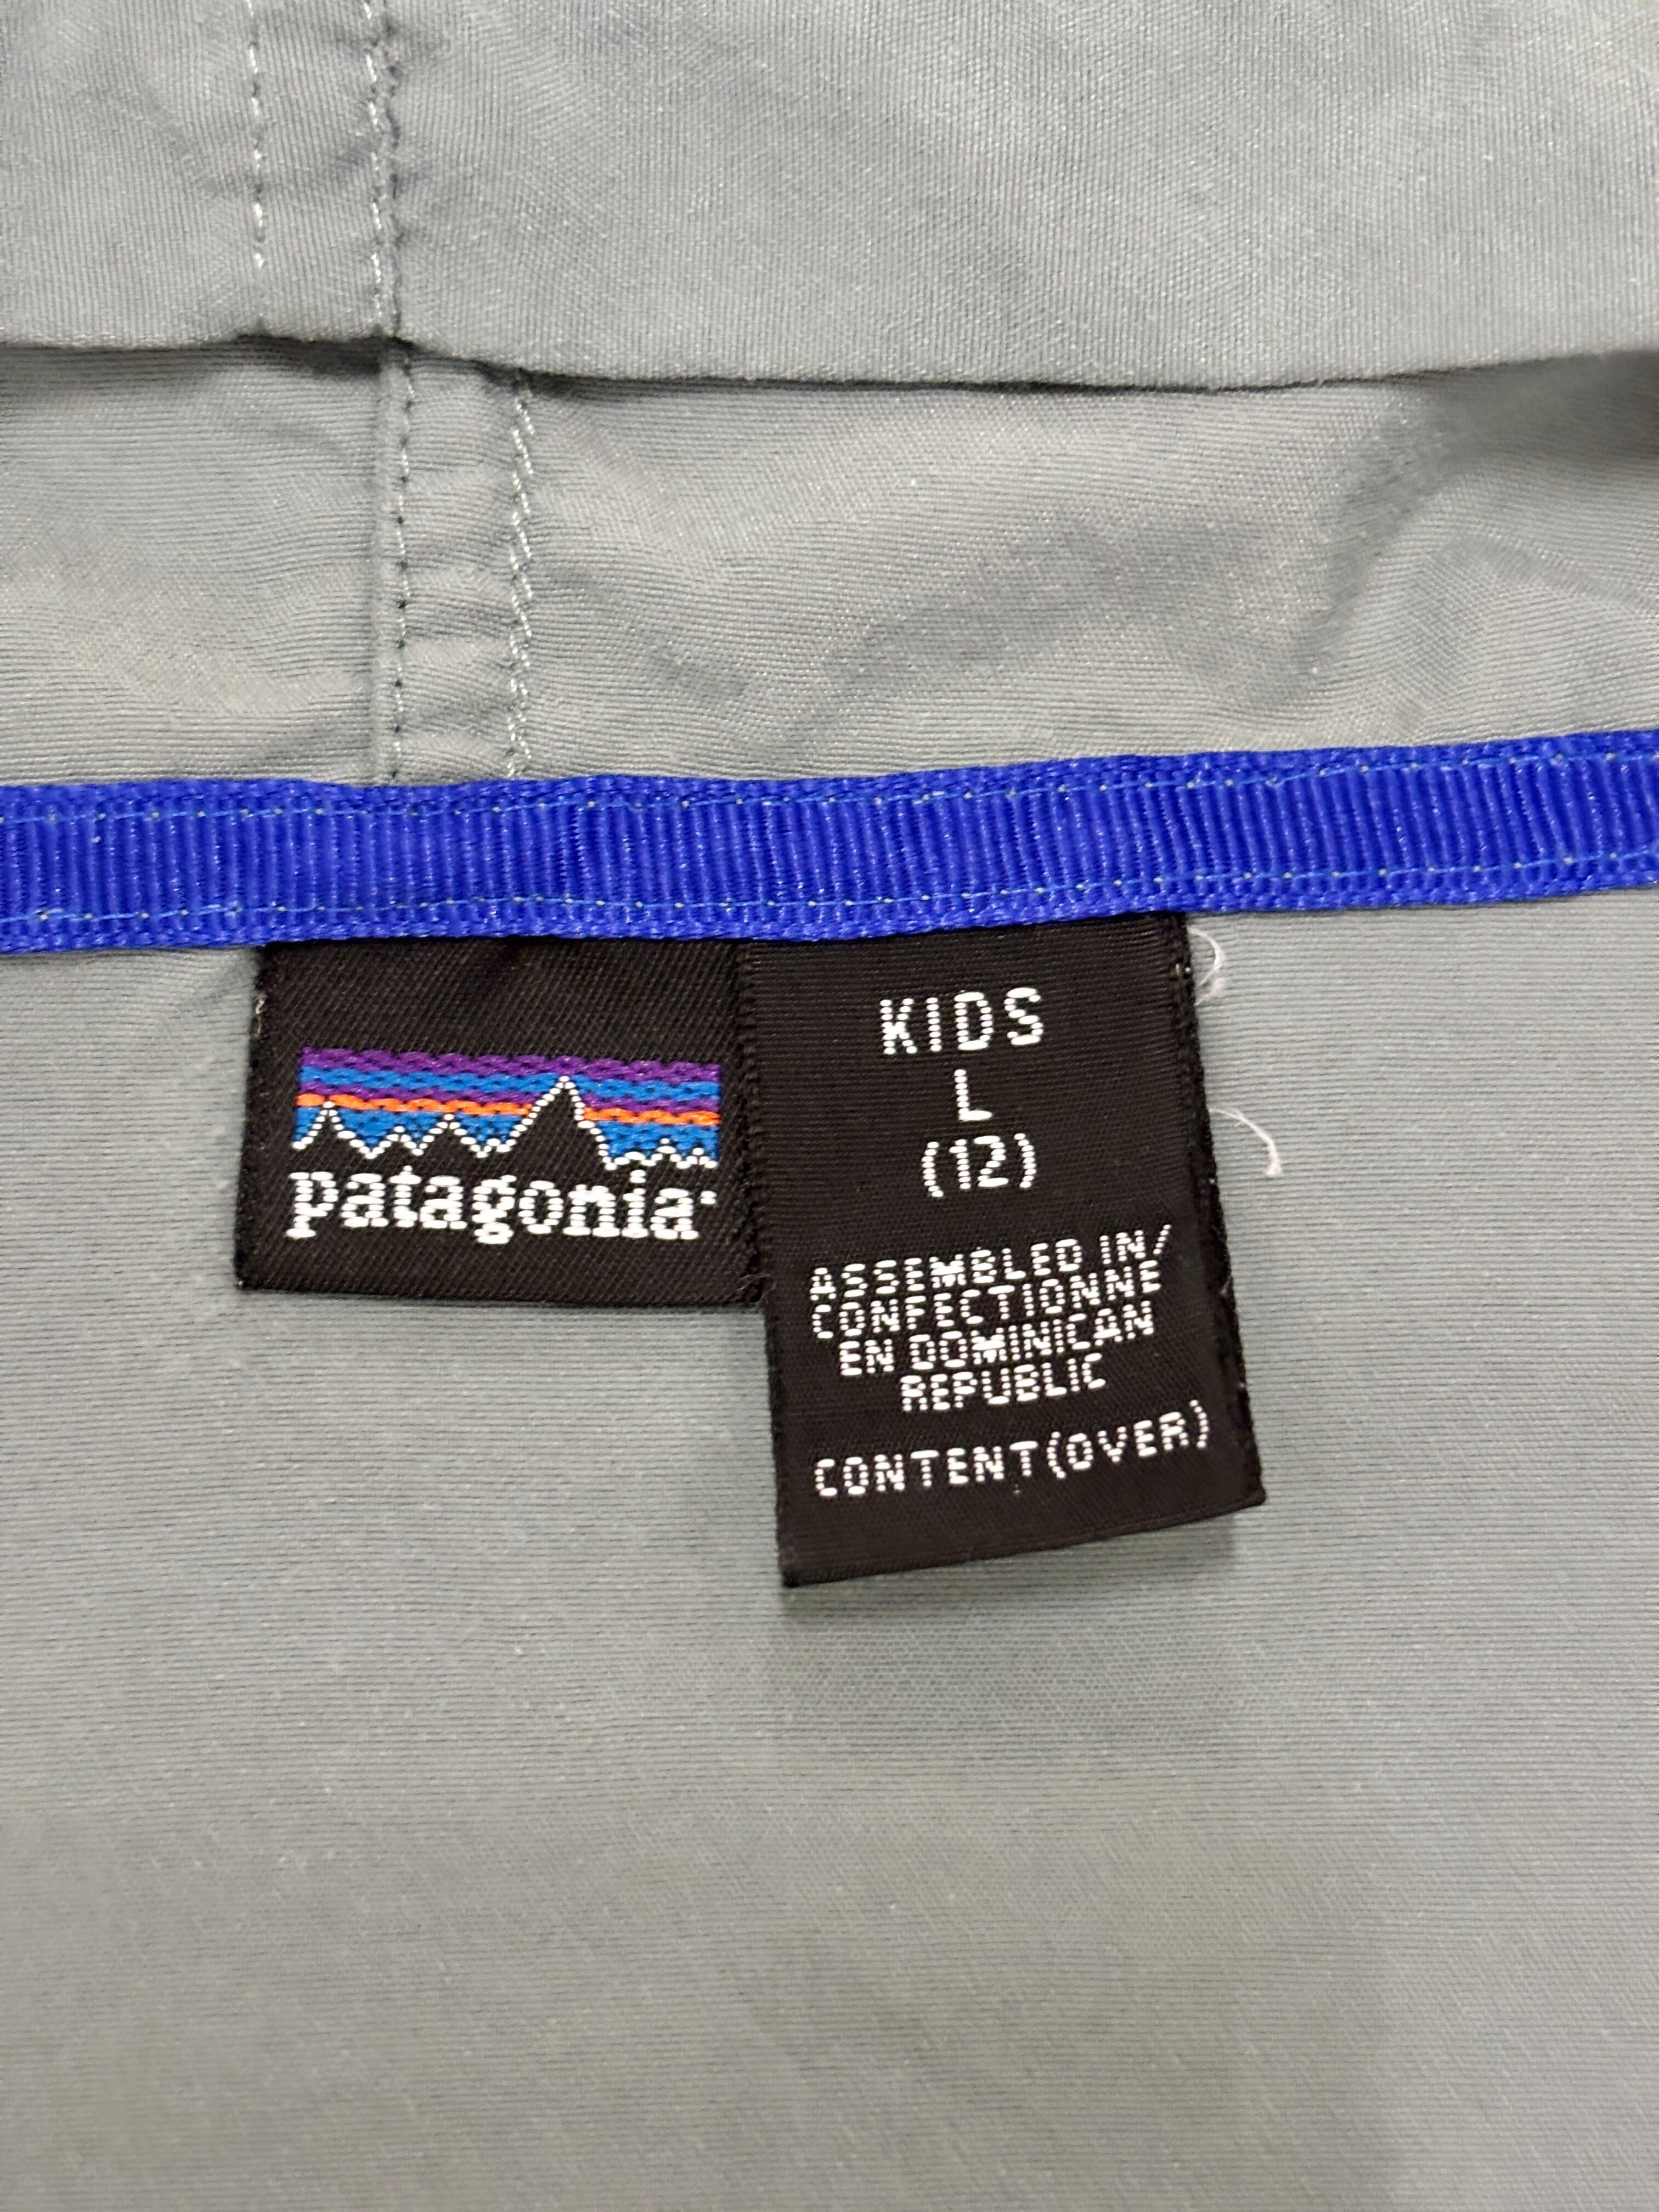 patagonia
KIDS
L
(12)
ASSEMBLED IN/
CONFECTIONNE
EN DOMINICAN
REPUBLIC
CONTENT(OVER)